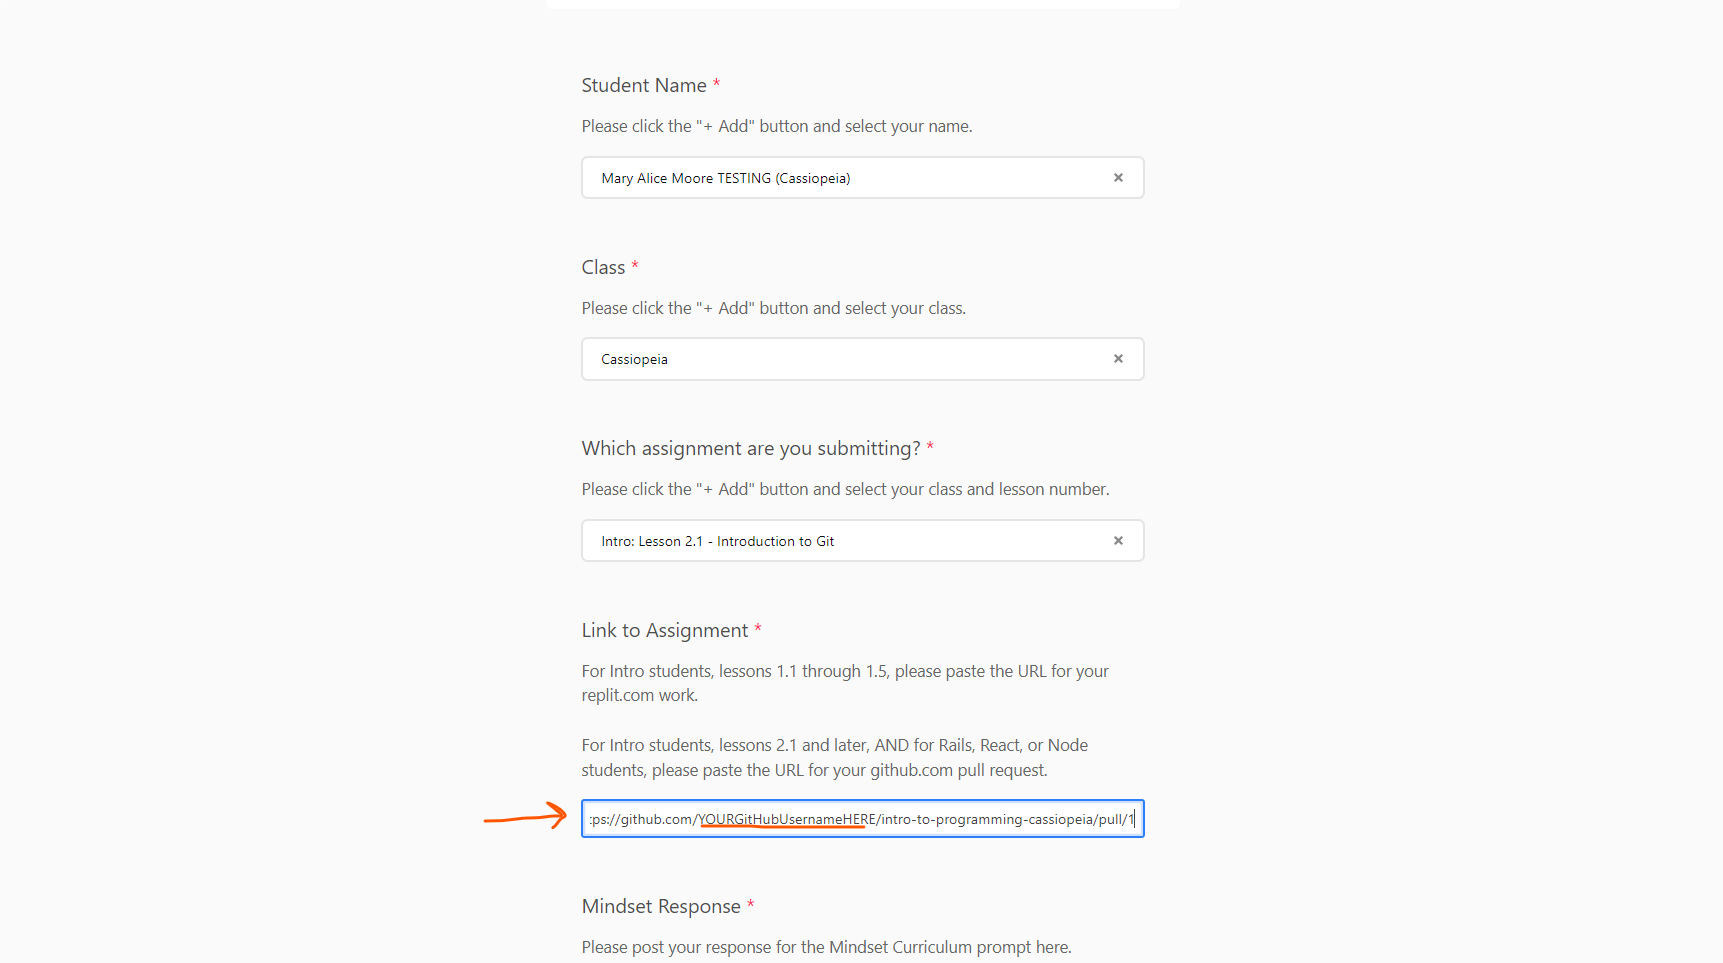 Student Name *
Please click the "+ Add" button and select your name.
Mary Alice Moore TESTING (Cassiopeia) ×
Class *
Please click the "+ Add" button and select your class.
Cassiopeia ×
Which assignment are you submitting? *
Please click the "+ Add" button and select your class and lesson number.
Intro: Lesson 2.1 - Introduction to Git ×
Link to Assignment *
For Intro students, lessons 1.1 through 1.5, please paste the URL for your
replit.com work.
For Intro students, lessons 2.1 and later, AND for Rails, React, or Node
students, please paste the URL for your github.com pull request.
:ps://github.com/YOURGitHubUsernameHERE/intro-to-programming-cassiopeia/pull/1
Mindset Response *
Please post your response for the Mindset Curriculum prompt here.